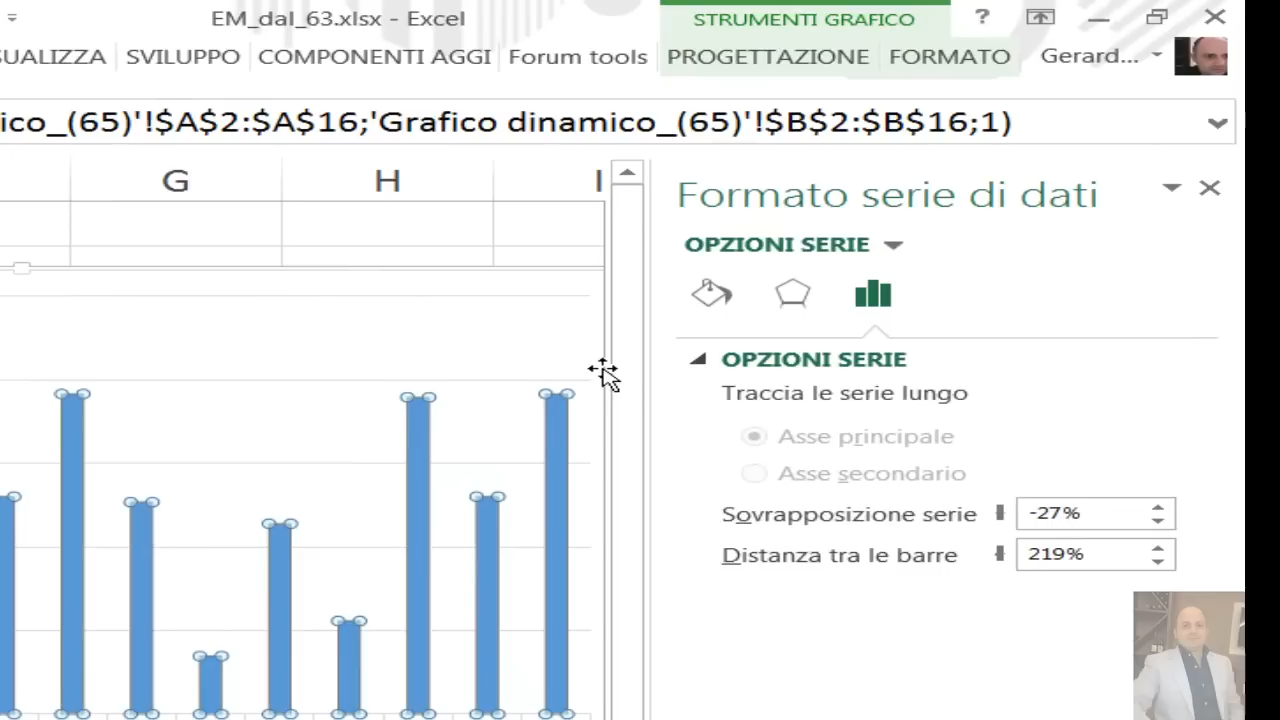 EM_dal_63.xlsx - Excel
STRUMENTI GRAFICO
?
SVILUPPO COMPONENTI AGGI Forum tools PROGETTAZIONE FORMATO Gerard...
ico_(65)'!$A$2:$A$16;'Grafico dinamico_(65)'!$B$2:$B$16;1)
G H I
Formato serie di dati
OPZIONI SERIE
OPZIONI SERIE
Traccia le serie lungo
Asse principale
Asse secondario
Sovrapposizione serie -27%
Distanza tra le barre 219%